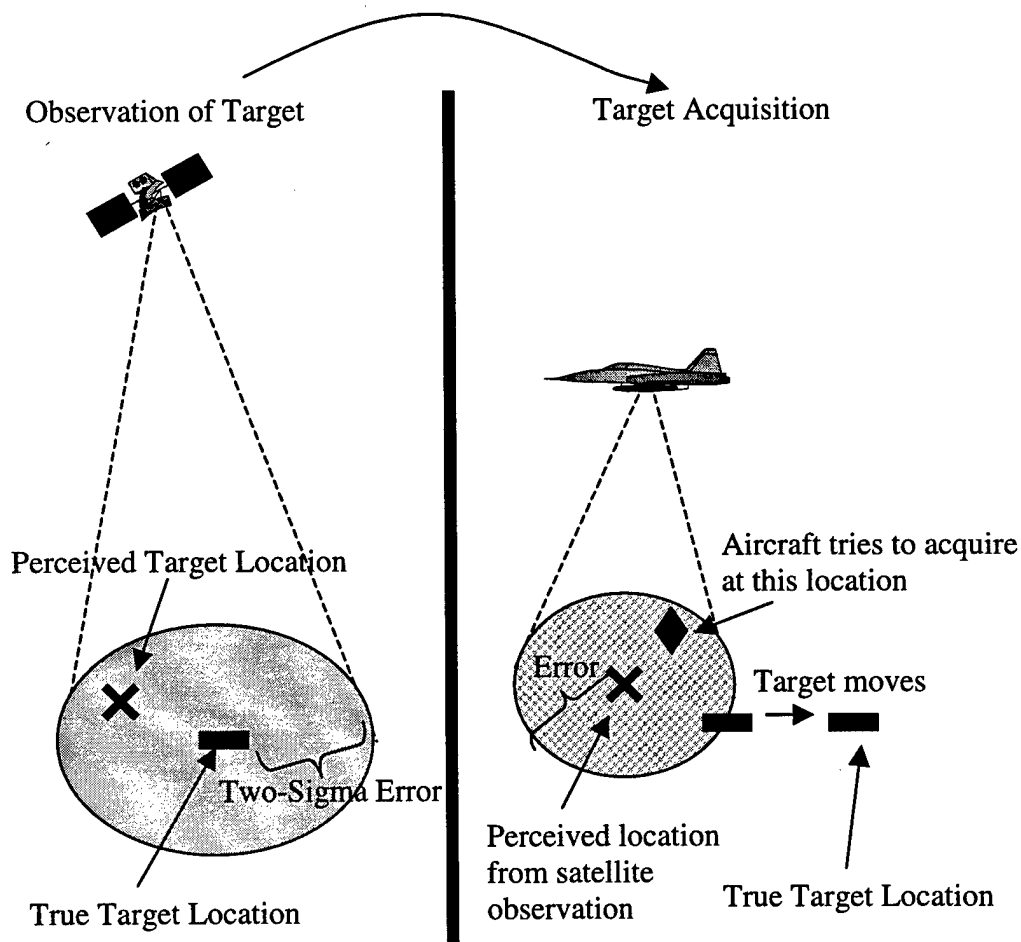 Observation of Target
Target Acquisition
Perceived Target Location
Two-Sigma Error
True Target Location
Aircraft tries to acquire
at this location
Error
Target moves
Perceived location
from satellite
observation
True Target Location